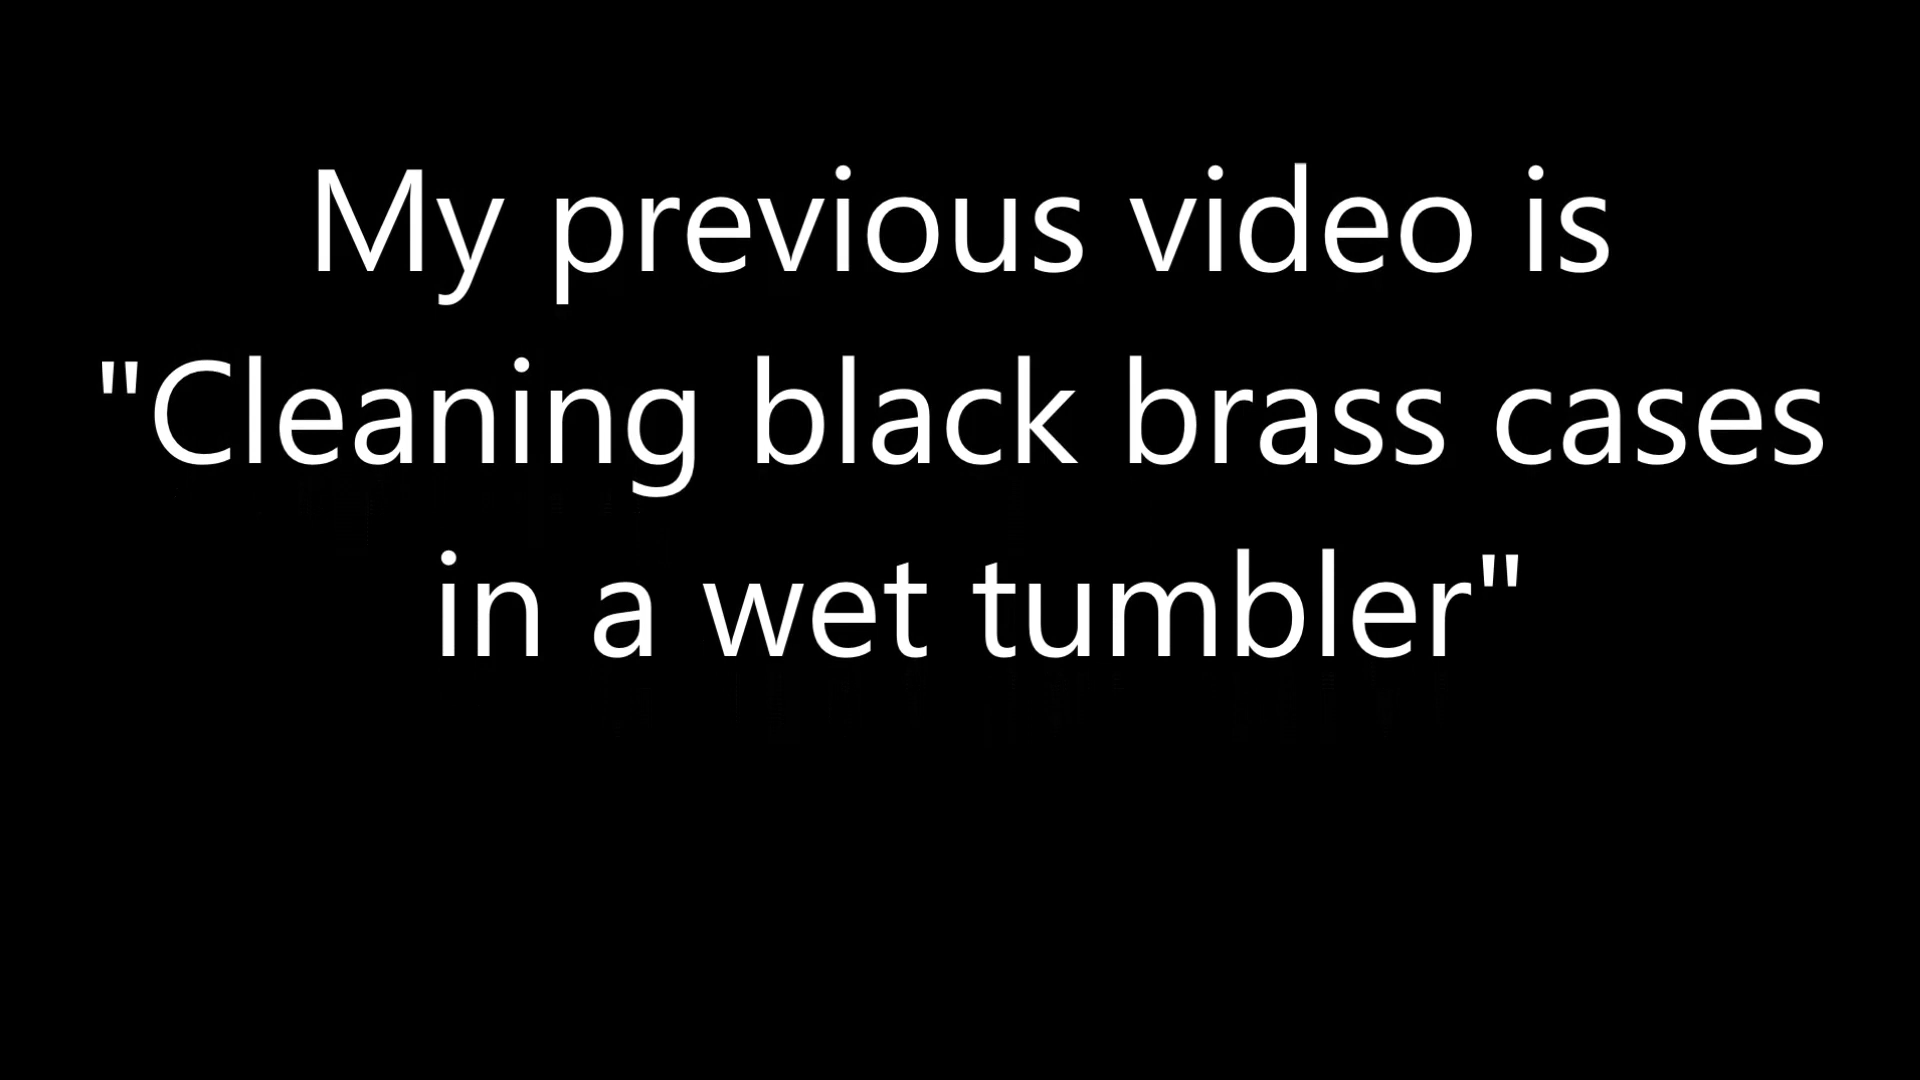 My previous video is
"Cleaning black brass cases
in a wet tumbler"